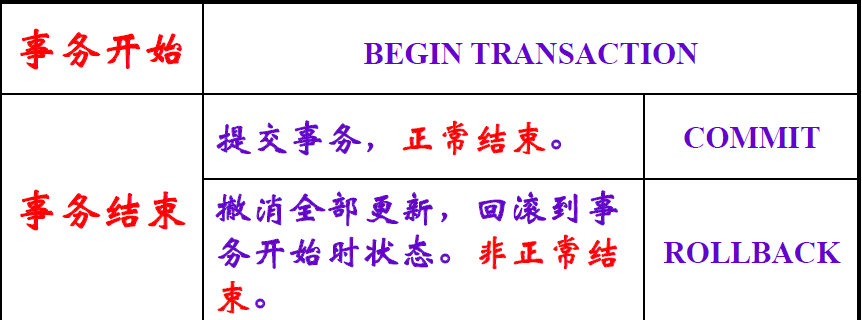 事务开始
BEGIN TRANSACTION
事务结束
提交事务，正常结束。
COMMIT
撤消全部更新，回滚到事
务开始时状态。非正常结
束。
ROLLBACK